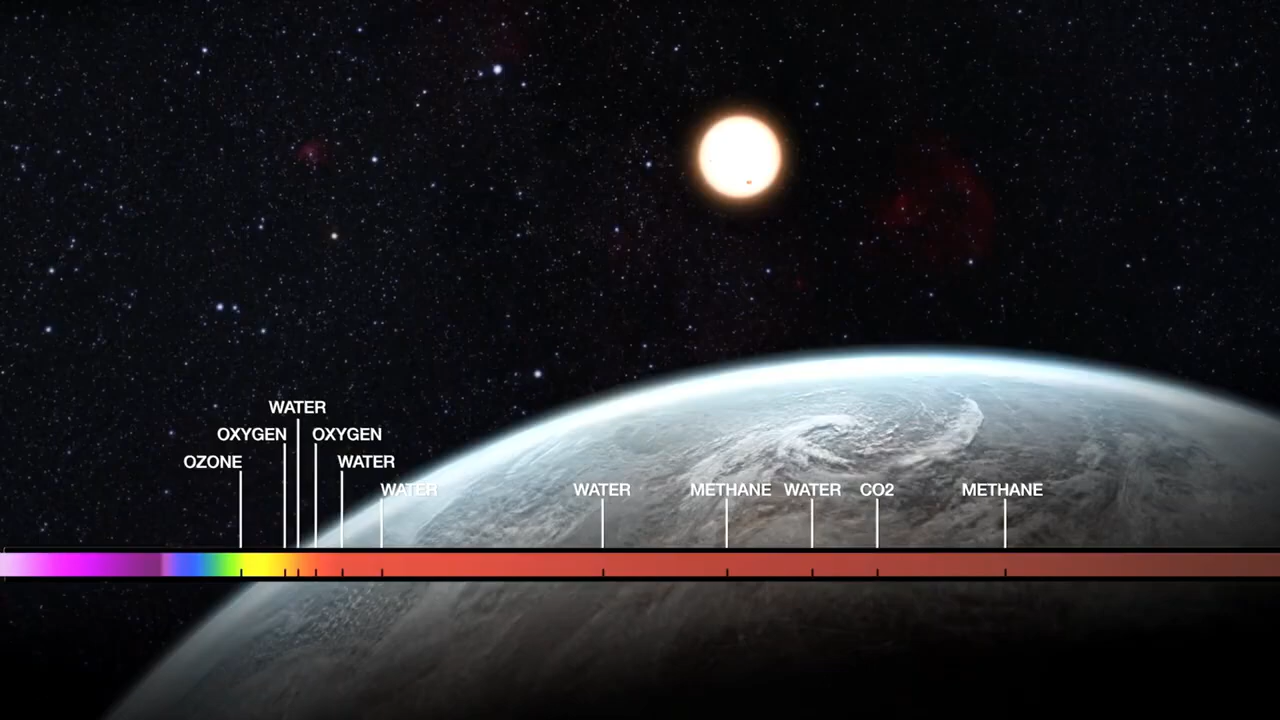 WATER
OXYGEN OXYGEN
OZONE WATER
WATER WATER METHANE WATER CO2 METHANE